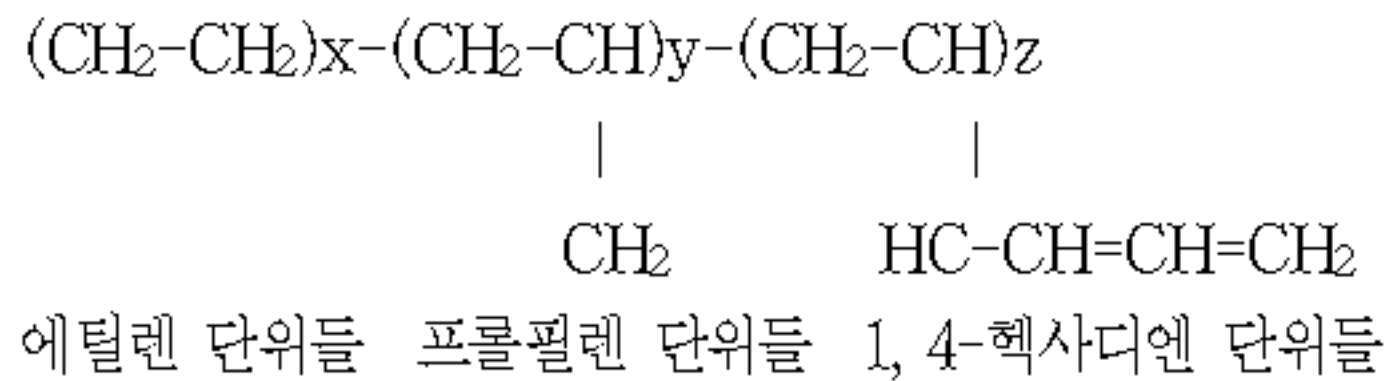 (CH₂-CH₂)x-(CH₂-CH)y-(CH₂-CH)z
| |
CH₂ HC-CH=CH=CH₂
에틸렌 단위들 프롤필렌 단위들 1, 4-헥사디엔 단위들